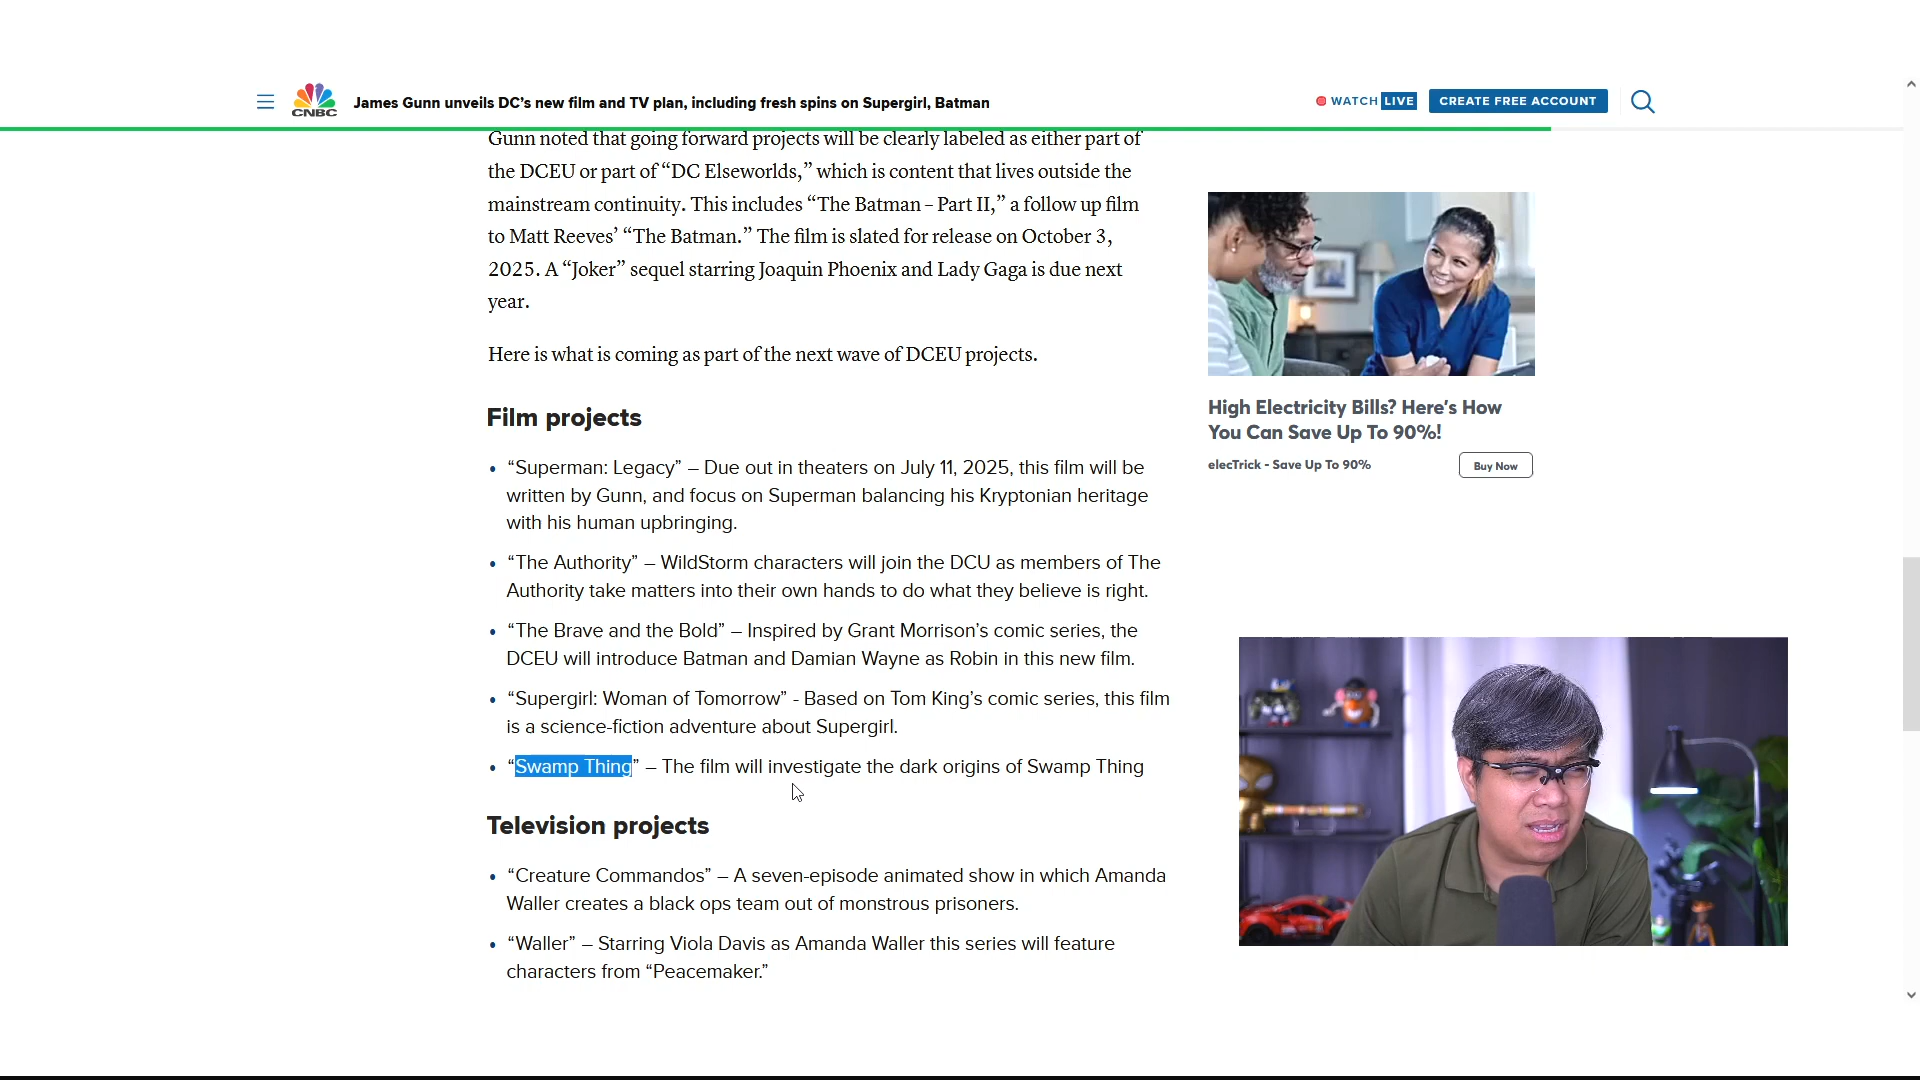 CNBC
James Gunn unveils DC’s new film and TV plan, including fresh spins on Supergirl, Batman
WATCH LIVE
CREATE FREE ACCOUNT
Gunn noted that going forward projects will be clearly labeled as either part of
the DCEU or part of “DC Elseworlds,” which is content that lives outside the
mainstream continuity. This includes “The Batman – Part II,” a follow up film
to Matt Reeves’ “The Batman.” The film is slated for release on October 3,
2025. A “Joker” sequel starring Joaquin Phoenix and Lady Gaga is due next
year.
Here is what is coming as part of the next wave of DCEU projects.
Film projects
• “Superman: Legacy” – Due out in theaters on July 11, 2025, this film will be
written by Gunn, and focus on Superman balancing his Kryptonian heritage
with his human upbringing.
• “The Authority” – WildStorm characters will join the DCU as members of The
Authority take matters into their own hands to do what they believe is right.
• “The Brave and the Bold” – Inspired by Grant Morrison’s comic series, the
DCEU will introduce Batman and Damian Wayne as Robin in this new film.
• “Supergirl: Woman of Tomorrow” - Based on Tom King’s comic series, this film
is a science-fiction adventure about Supergirl.
• “Swamp Thing” – The film will investigate the dark origins of Swamp Thing
Television projects
• “Creature Commandos” – A seven-episode animated show in which Amanda
Waller creates a black ops team out of monstrous prisoners.
• “Waller” – Starring Viola Davis as Amanda Waller this series will feature
characters from “Peacemaker.”
High Electricity Bills? Here's How
You Can Save Up To 90%!
elecTrick - Save Up To 90%
Buy Now